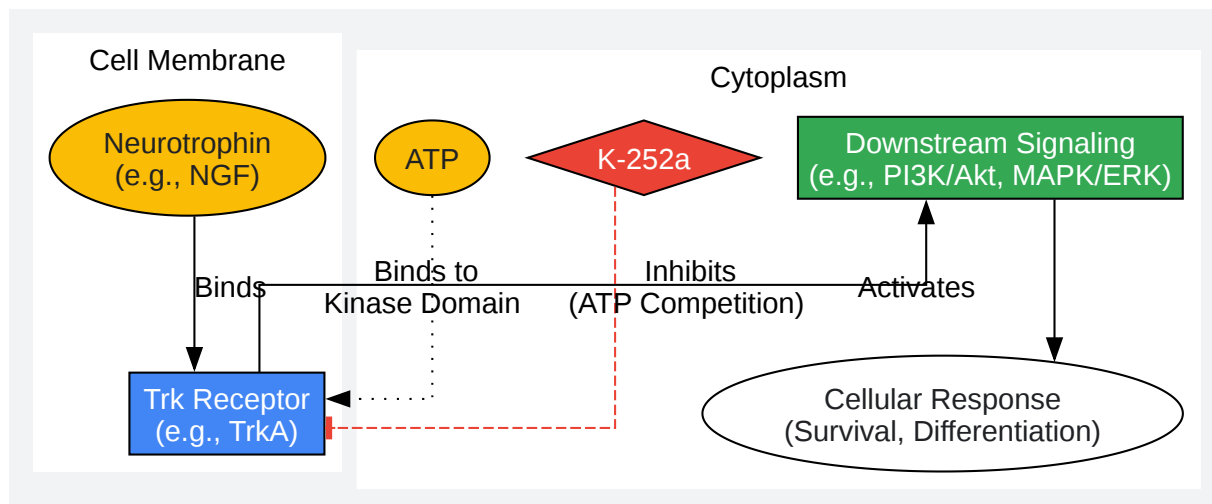 Cell Membrane
Cytoplasm
Neurotrophin
(e.g., NGF)
ATP
K-252a
Downstream Signaling
(e.g., PI3K/Akt, MAPK/ERK)
Binds
Binds to
Kinase Domain
Inhibits
(ATP Competition)
Activates
Trk Receptor
(e.g., TrkA)
Cellular Response
(Survival, Differentiation)